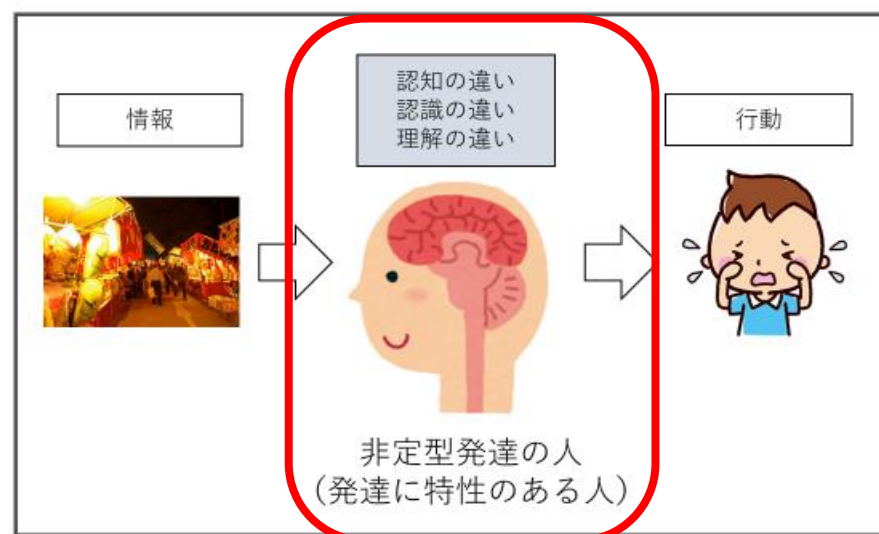 情報
認知の違い
認識の違い
理解の違い
行動
非定型発達の人
（発達に特性のある人）